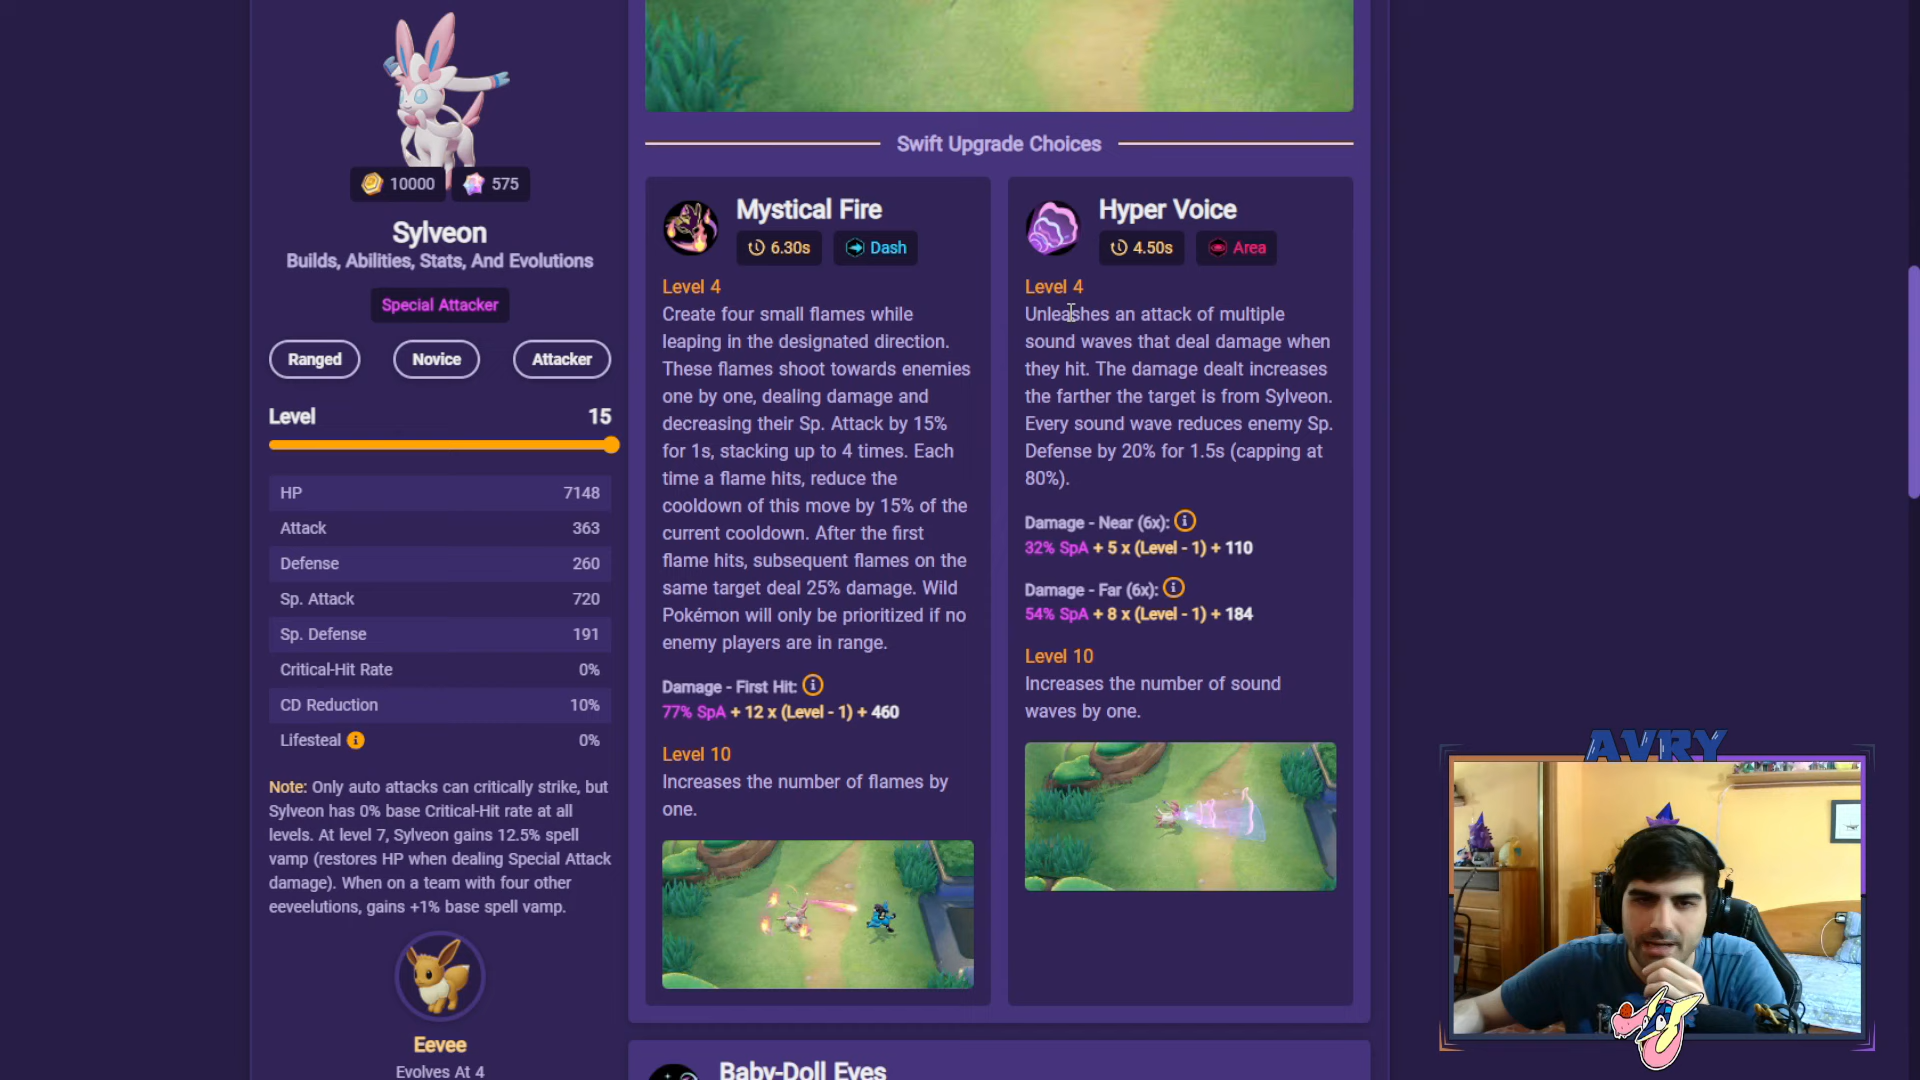 10000
575
Sylveon
Builds, Abilities, Stats, And Evolutions
Special Attacker
Ranged
Novice
Attacker
Level 15
HP 7148
Attack 363
Defense 260
Sp. Attack 720
Sp. Defense 191
Critical-Hit Rate 0%
CD Reduction 10%
Lifesteal 0%
Note: Only auto attacks can critically strike, but
Sylveon has 0% base Critical-Hit rate at all
levels. At level 7, Sylveon gains 12.5% spell
vamp (restores HP when dealing Special Attack
damage). When on a team with four other
eeveelutions, gains +1% base spell vamp.
Eevee
Evolves At 4
Swift Upgrade Choices
Mystical Fire
6.30s
Dash
Level 4
Create four small flames while
leaping in the designated direction.
These flames shoot towards enemies
one by one, dealing damage and
decreasing their Sp. Attack by 15%
for 1s, stacking up to 4 times. Each
time a flame hits, reduce the
cooldown of this move by 15% of the
current cooldown. After the first
flame hits, subsequent flames on the
same target deal 25% damage. Wild
Pokémon will only be prioritized if no
enemy players are in range.
Damage - First Hit:
77% SpA + 12 x (Level - 1) + 460
Level 10
Increases the number of flames by
one.
Hyper Voice
4.50s
Area
Level 4
Unleashes an attack of multiple
sound waves that deal damage when
they hit. The damage dealt increases
the farther the target is from Sylveon.
Every sound wave reduces enemy Sp.
Defense by 20% for 1.5s (capping at
80%).
Damage - Near (6x):
32% SpA + 5 x (Level - 1) + 110
Damage - Far (6x):
54% SpA + 8 x (Level - 1) + 184
Level 10
Increases the number of sound
waves by one.
Baby-Doll Eyes
AVRY